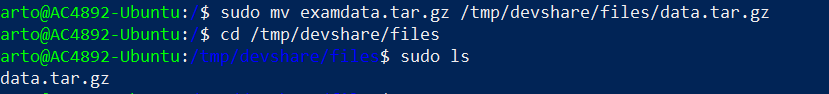 arto@AC4892-Ubuntu:/$ sudo mv examdata.tar.gz /tmp/devshare/files/data.tar.gz
arto@AC4892-Ubuntu:/$ cd /tmp/devshare/files
arto@AC4892-Ubuntu:/tmp/devshare/files$ sudo ls
data.tar.gz